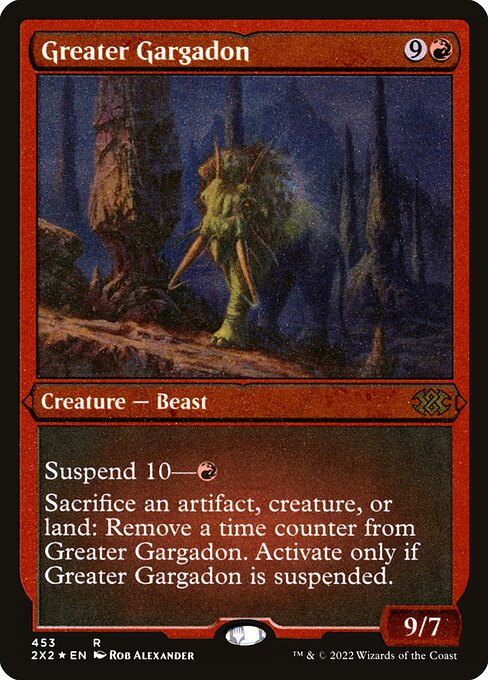 Greater Gargadon 9
Creature — Beast
Suspend 10—
Sacrifice an artifact, creature, or
land: Remove a time counter from
Greater Gargadon. Activate only if
Greater Gargadon is suspended.
9/7
453 R
2X2 ★ EN Rob Alexander
™ & © 2022 Wizards of the Coast